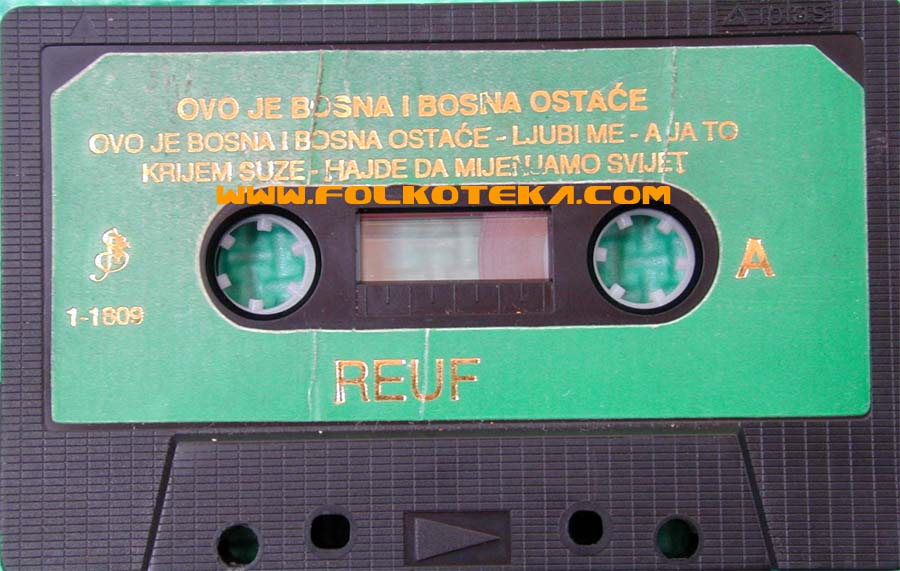 iplas
OVO JE BOSNA I BOSNA OSTAĆE
OVO JE BOSNA I BOSNA OSTAĆE - LJUBI ME - A JA TO
KRIJEM SUZE - HAJDE DA MIJENJAMO SVIJET
WWW.FOLKOTEKA.COM
A
1-1809
REUF